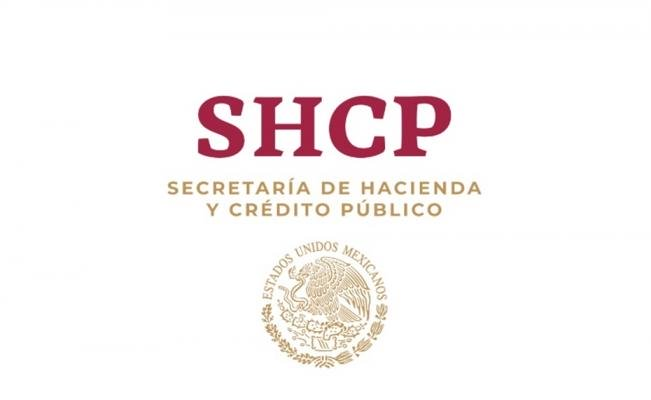 SHCP
SECRETARÍA DE HACIENDA
Y CRÉDITO PÚBLICO
ESTADOS UNIDOS MEXICANOS